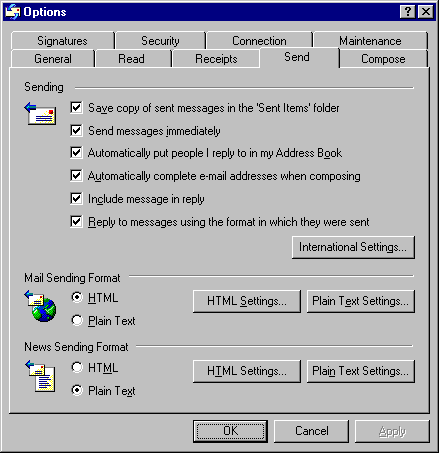 Options
Signatures Security Connection Maintenance
General Read Receipts Send Compose
Sending
Save copy of sent messages in the 'Sent Items' folder
Send messages immediately
Automatically put people I reply to in my Address Book
Automatically complete e-mail addresses when composing
Include message in reply
Reply to messages using the format in which they were sent
International Settings...
Mail Sending Format
HTML HTML Settings... Plain Text Settings...
Plain Text
News Sending Format
HTML HTML Settings... Plain Text Settings...
Plain Text
OK Cancel Apply